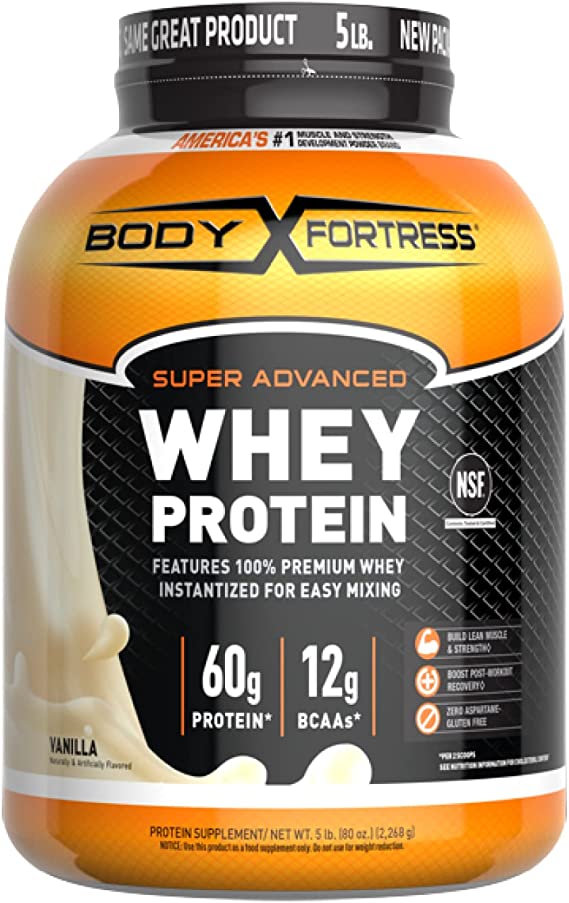 SAME GREAT PRODUCT 5LB. NEW
AMERICA'S #1 MUSCLE AND STRENGTH
DEVELOPMENT POWDER BRAND
BODY X FORTRESS®
SUPER ADVANCED
WHEY
PROTEIN
FEATURES 100% PREMIUM WHEY
INSTANTIZED FOR EASY MIXING
NSF
Contents Tested & Certified
60g
PROTEIN*
12g
BCAAs*
BUILD LEAN MUSCLE
& STRENGTH◊
BOOST POST-WORKOUT
RECOVERY◊
ZERO ASPARTAME-
GLUTEN FREE
*PER 2 SCOOPS
SEE NUTRITION INFORMATION FOR CHOLESTEROL CONTENT
VANILLA
Naturally & Artificially Flavored
PROTEIN SUPPLEMENT/ NET WT. 5 lb. (80 oz.) (2,268 g)
NOTICE: Use this product as a food supplement only. Do not use for weight reduction.